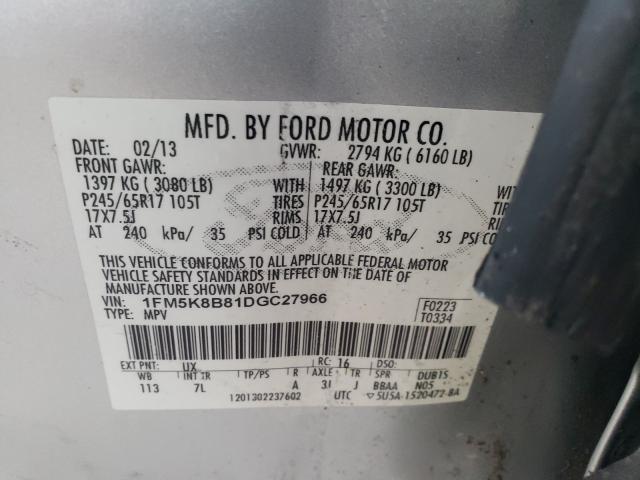 MFD. BY FORD MOTOR CO.
DATE: 02/13 GVWR: 2794 KG ( 6160 LB)
FRONT GAWR: REAR GAWR:
1397 KG ( 3080 LB) WITH 1497 KG ( 3300 LB)
P245/65R17 105T TIRES P245/65R17 105T
17X7.5J RIMS 17X7.5J
AT 240 kPa/ 35 PSI COLD AT 240 kPa/ 35 PSI COLD
THIS VEHICLE CONFORMS TO ALL APPLICABLE FEDERAL MOTOR
VEHICLE SAFETY STANDARDS IN EFFECT ON THE DATE OF
MANUFACTURE SHOWN ABOVE.
VIN: 1FM5K8B81DGC27966 F0223
TYPE: MPV T0334
EXT PNT: UX RC: 16 DSO:
WB INT TR TP/PS R AXLE TR SPR DUB15
113 7L A 3I J BBAA N05
1201302237602 UTC ▽5U5A-1520472-BA